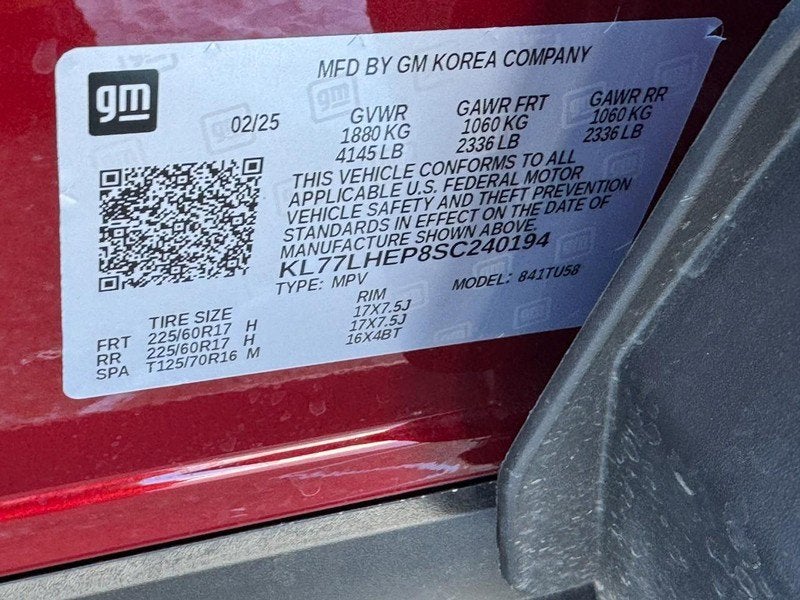 gm
MFD BY GM KOREA COMPANY
02/25
GVWR GAWR FRT GAWR RR
1880 KG 1060 KG 1060 KG
4145 LB 2336 LB 2336 LB
THIS VEHICLE CONFORMS TO ALL
APPLICABLE U.S. FEDERAL MOTOR
VEHICLE SAFETY AND THEFT PREVENTION
STANDARDS IN EFFECT ON THE DATE OF
MANUFACTURE SHOWN ABOVE.
KL77LHEP8SC240194
TYPE: MPV MODEL: 841TU58
TIRE SIZE RIM
FRT 225/60R17 H 17X7.5J
RR 225/60R17 H 17X7.5J
SPA T125/70R16 M 16X4BT